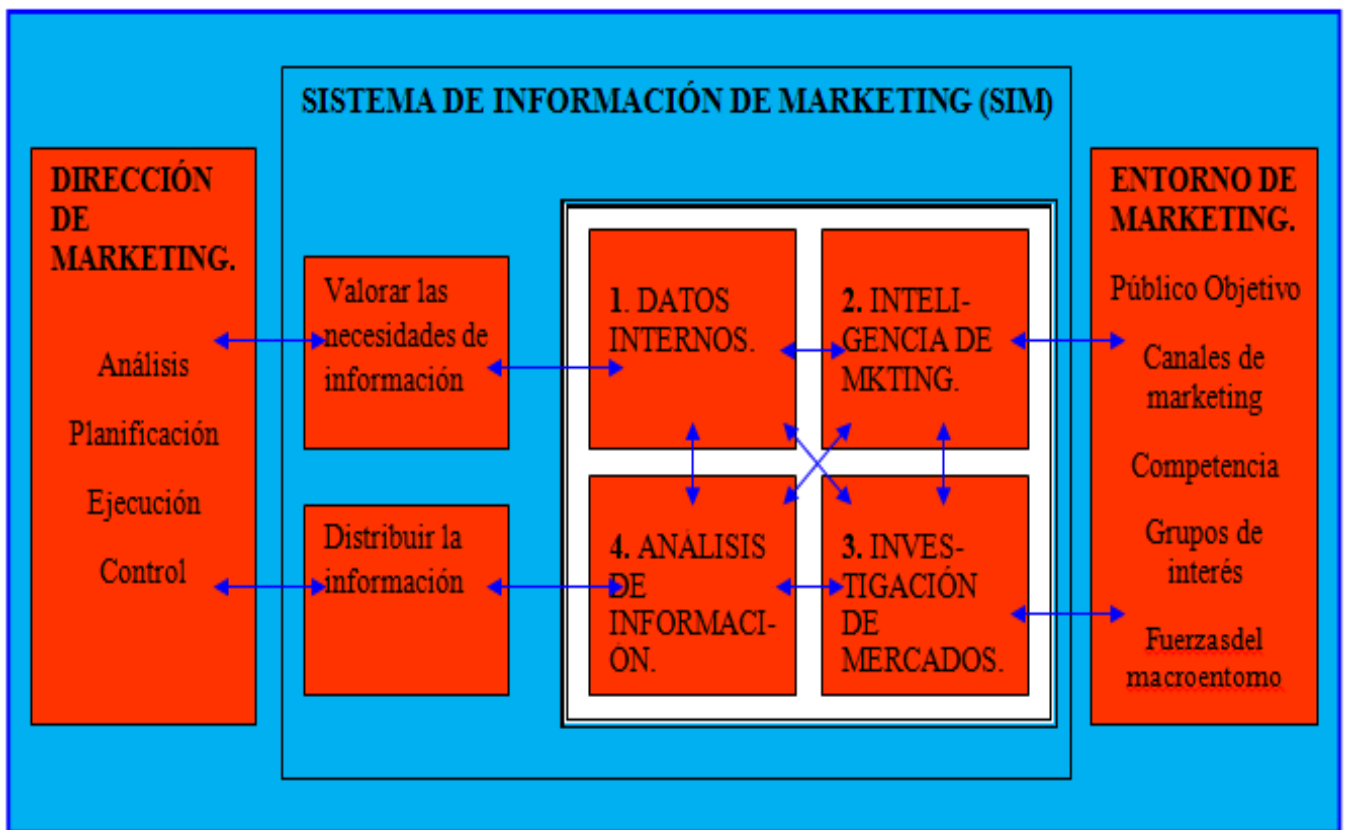 SISTEMA DE INFORMACIÓN DE MARKETING (SIM)
DIRECCIÓN
DE
MARKETING.
Análisis
Planificación
Ejecución
Control
Valorar las
necesidades de
información
Distribuir la
información
1. DATOS
INTERNOS.
2. INTELI-
GENCIA DE
MKTING.
4. ANÁLISIS
DE
INFORMACI-
ÓN.
3. INVES-
TIGACIÓN
DE
MERCADOS.
ENTORNO DE
MARKETING.
Público Objetivo
Canales de
marketing
Competencia
Grupos de
interés
Fuerzasdel
macroentorno